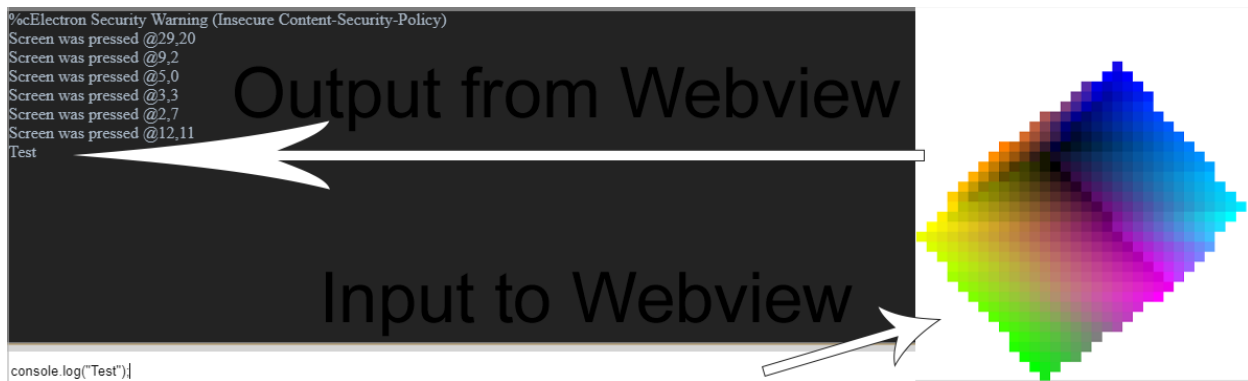 %cElectron Security Warning (Insecure Content-Security-Policy)
Screen was pressed @29,20
Screen was pressed @9,2
Screen was pressed @5,0
Screen was pressed @3,3
Screen was pressed @2,7
Screen was pressed @12,11
Test
Output from Webview
Input to Webview
console.log("Test");